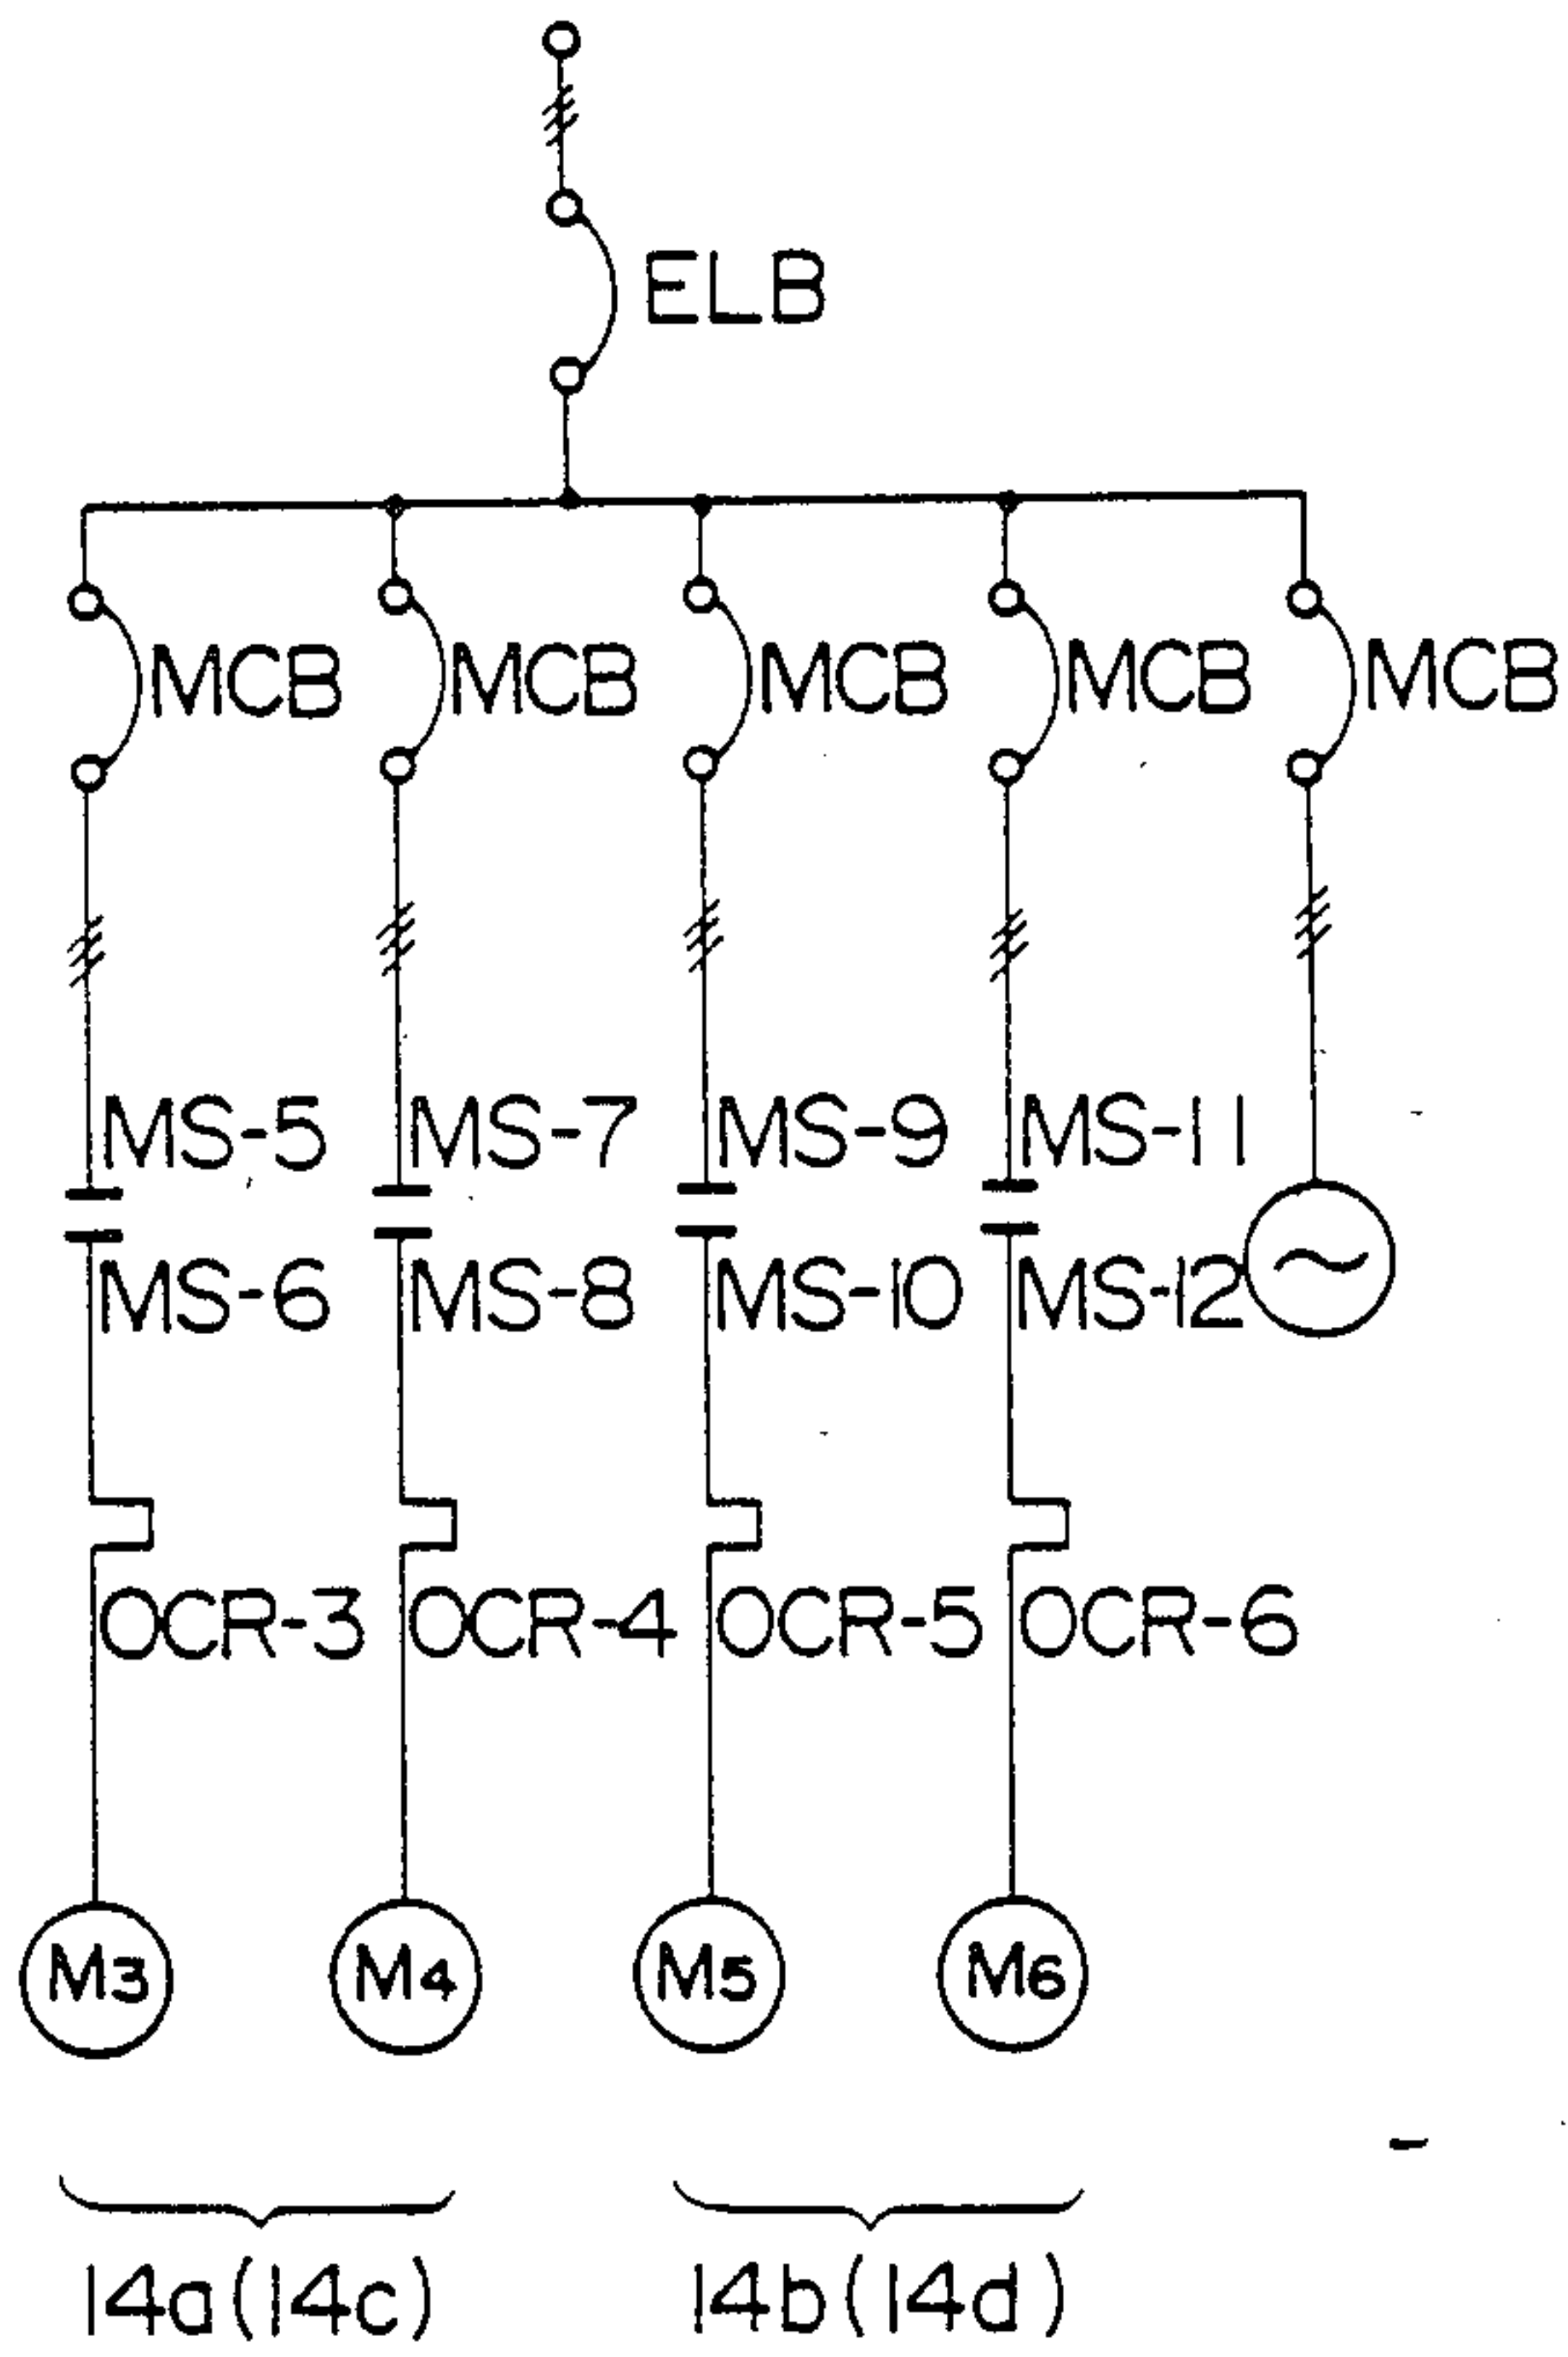 ELB
MCB MCB MCB MCB MCB
MS-5 MS-7 MS-9 MS-11
MS-6 MS-8 MS-10 MS-12
OCR-3 OCR-4 OCR-5 OCR-6
M3 M4 M5 M6
14a(14c) 14b(14d)